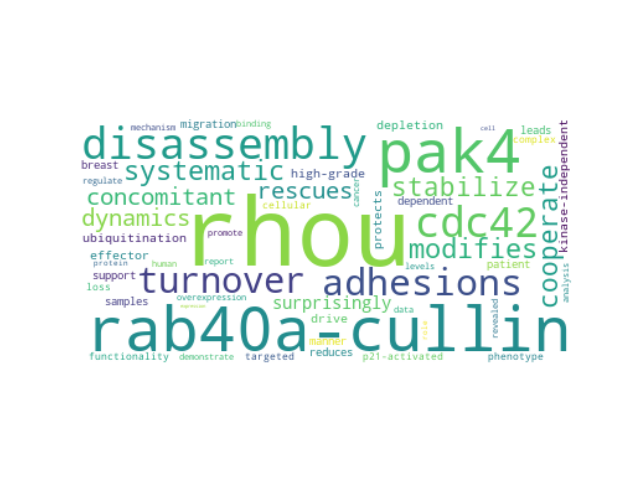 mechanism migration binding depletion cell leads
disassembly pak4 complex
breast systematic high-grade cancer kinase-independent
regulate concomitant rescues protects stabilize
dynamics rhou cellular dependent cdc42 cooperate
ubiquitination promote modifies
effector protein human report levels patient analysis
support turnover adhesions
loss samples overexpression surprisingly data revealed
expression drive role
rab40a-cullin
manner
functionality demonstrate targeted reduces p21-activated phenotype